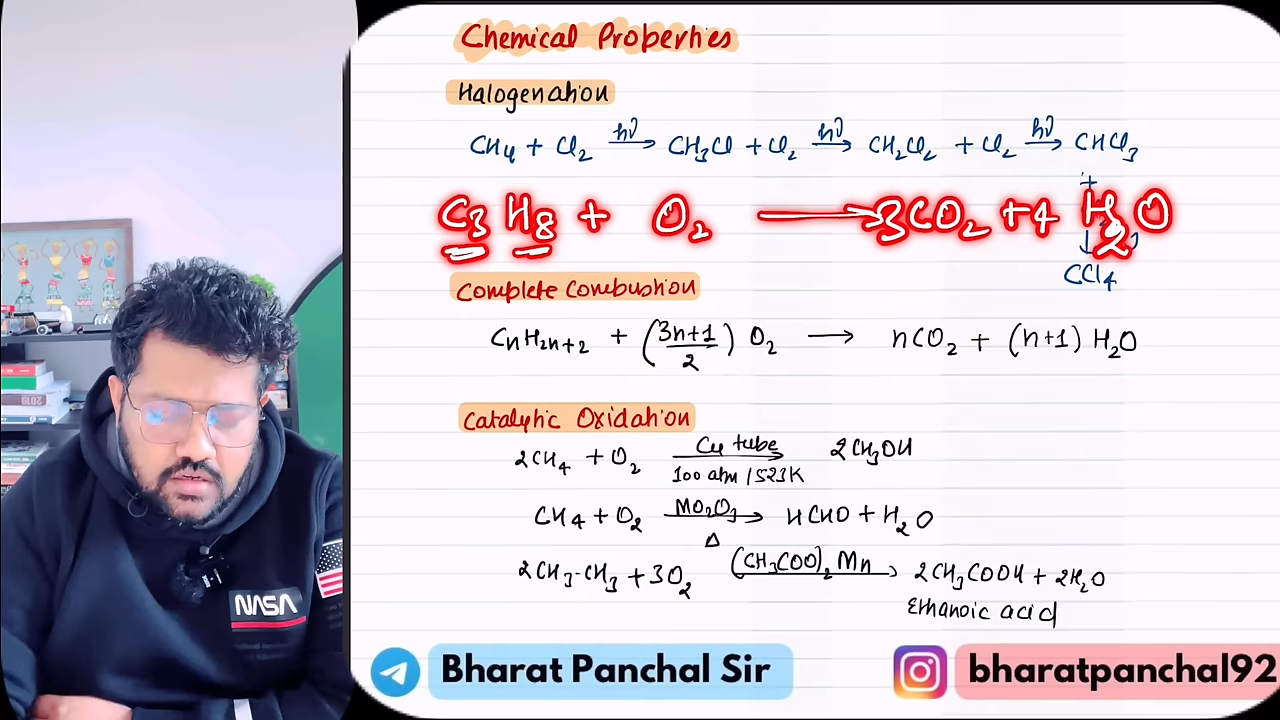 Chemical Properties
Halogenation
CH4 + Cl2 hν → CH3Cl + Cl2 hν → CH2Cl2 + Cl2 hν → CHCl3
+
C3 H8 + O2 → 3CO2 + 4 H2O
↓
CCl4
Complete Combustion
CnH2n+2 + (3n+1/2) O2 → nCO2 + (n+1) H2O
Catalytic Oxidation
2CH4 + O2 Cu tube → 2CH3OH
100 atm / 523K
CH4 + O2 MO2O3 → HCHO + H2O
Δ
2CH3-CH3 + 3O2 (CH3COO)2 Mn → 2CH3COOH + 2H2O
Ethanoic acid
NASA
Bharat Panchal Sir
bharatpanchal92